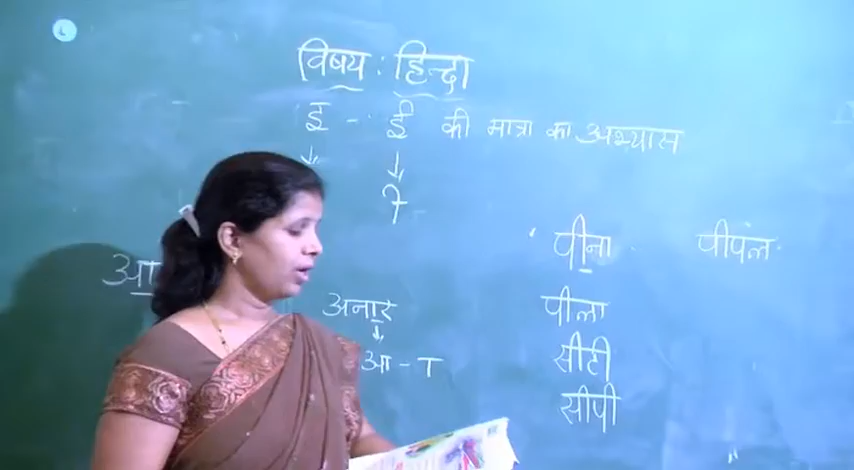 विषय : हिन्दी
इ - ई की मात्रा का अभ्यास
↓ ↓
ी
पीना पीपल
आ
अनार पीला
↓
आ - ा सीटी
सीपी